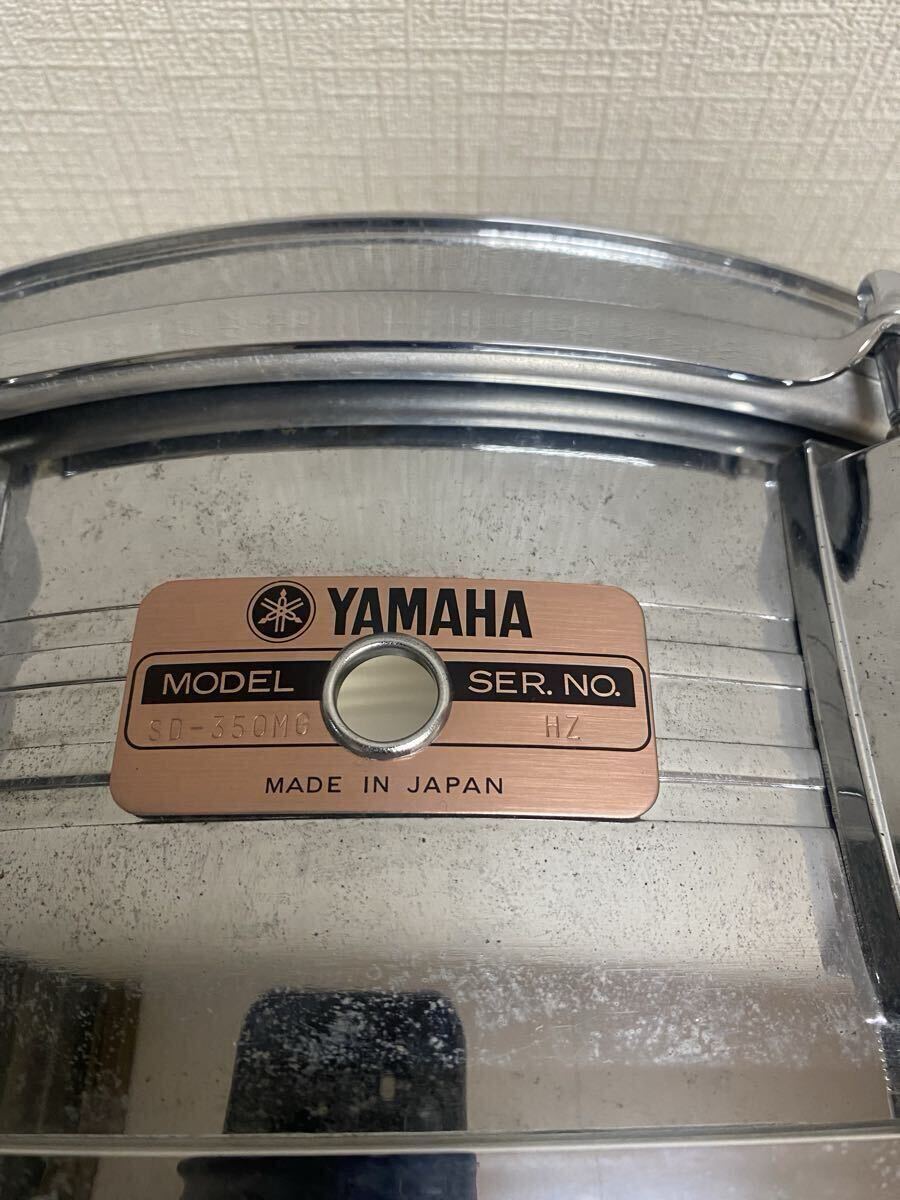 YAMAHA
MODEL SER. NO.
SD-350MG HZ
MADE IN JAPAN